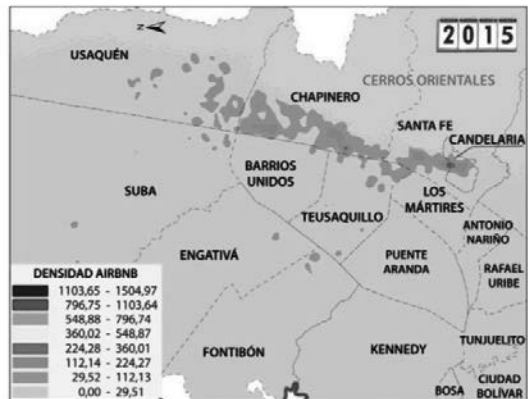 2015
N
USAQUÉN
CERROS ORIENTALES
CHAPINERO
SANTA FE
CANDELARIA
BARRIOS
UNIDOS
SUBA
LOS
MÁRTIRES
TEUSAQUILLO
ANTONIO
NARIÑO
ENGATIVÁ
PUENTE
ARANDA
RAFAEL
URIBE
DENSIDAD AIRBNB
1103,65 - 1504,97
796,75 - 1103,64
548,88 - 796,74
360,02 - 548,87
224,28 - 360,01
112,14 - 224,27
29,52 - 112,13
0,00 - 29,51
FONTIBÓN
KENNEDY
TUNJUELITO
BOSA
CIUDAD
BOLÍVAR